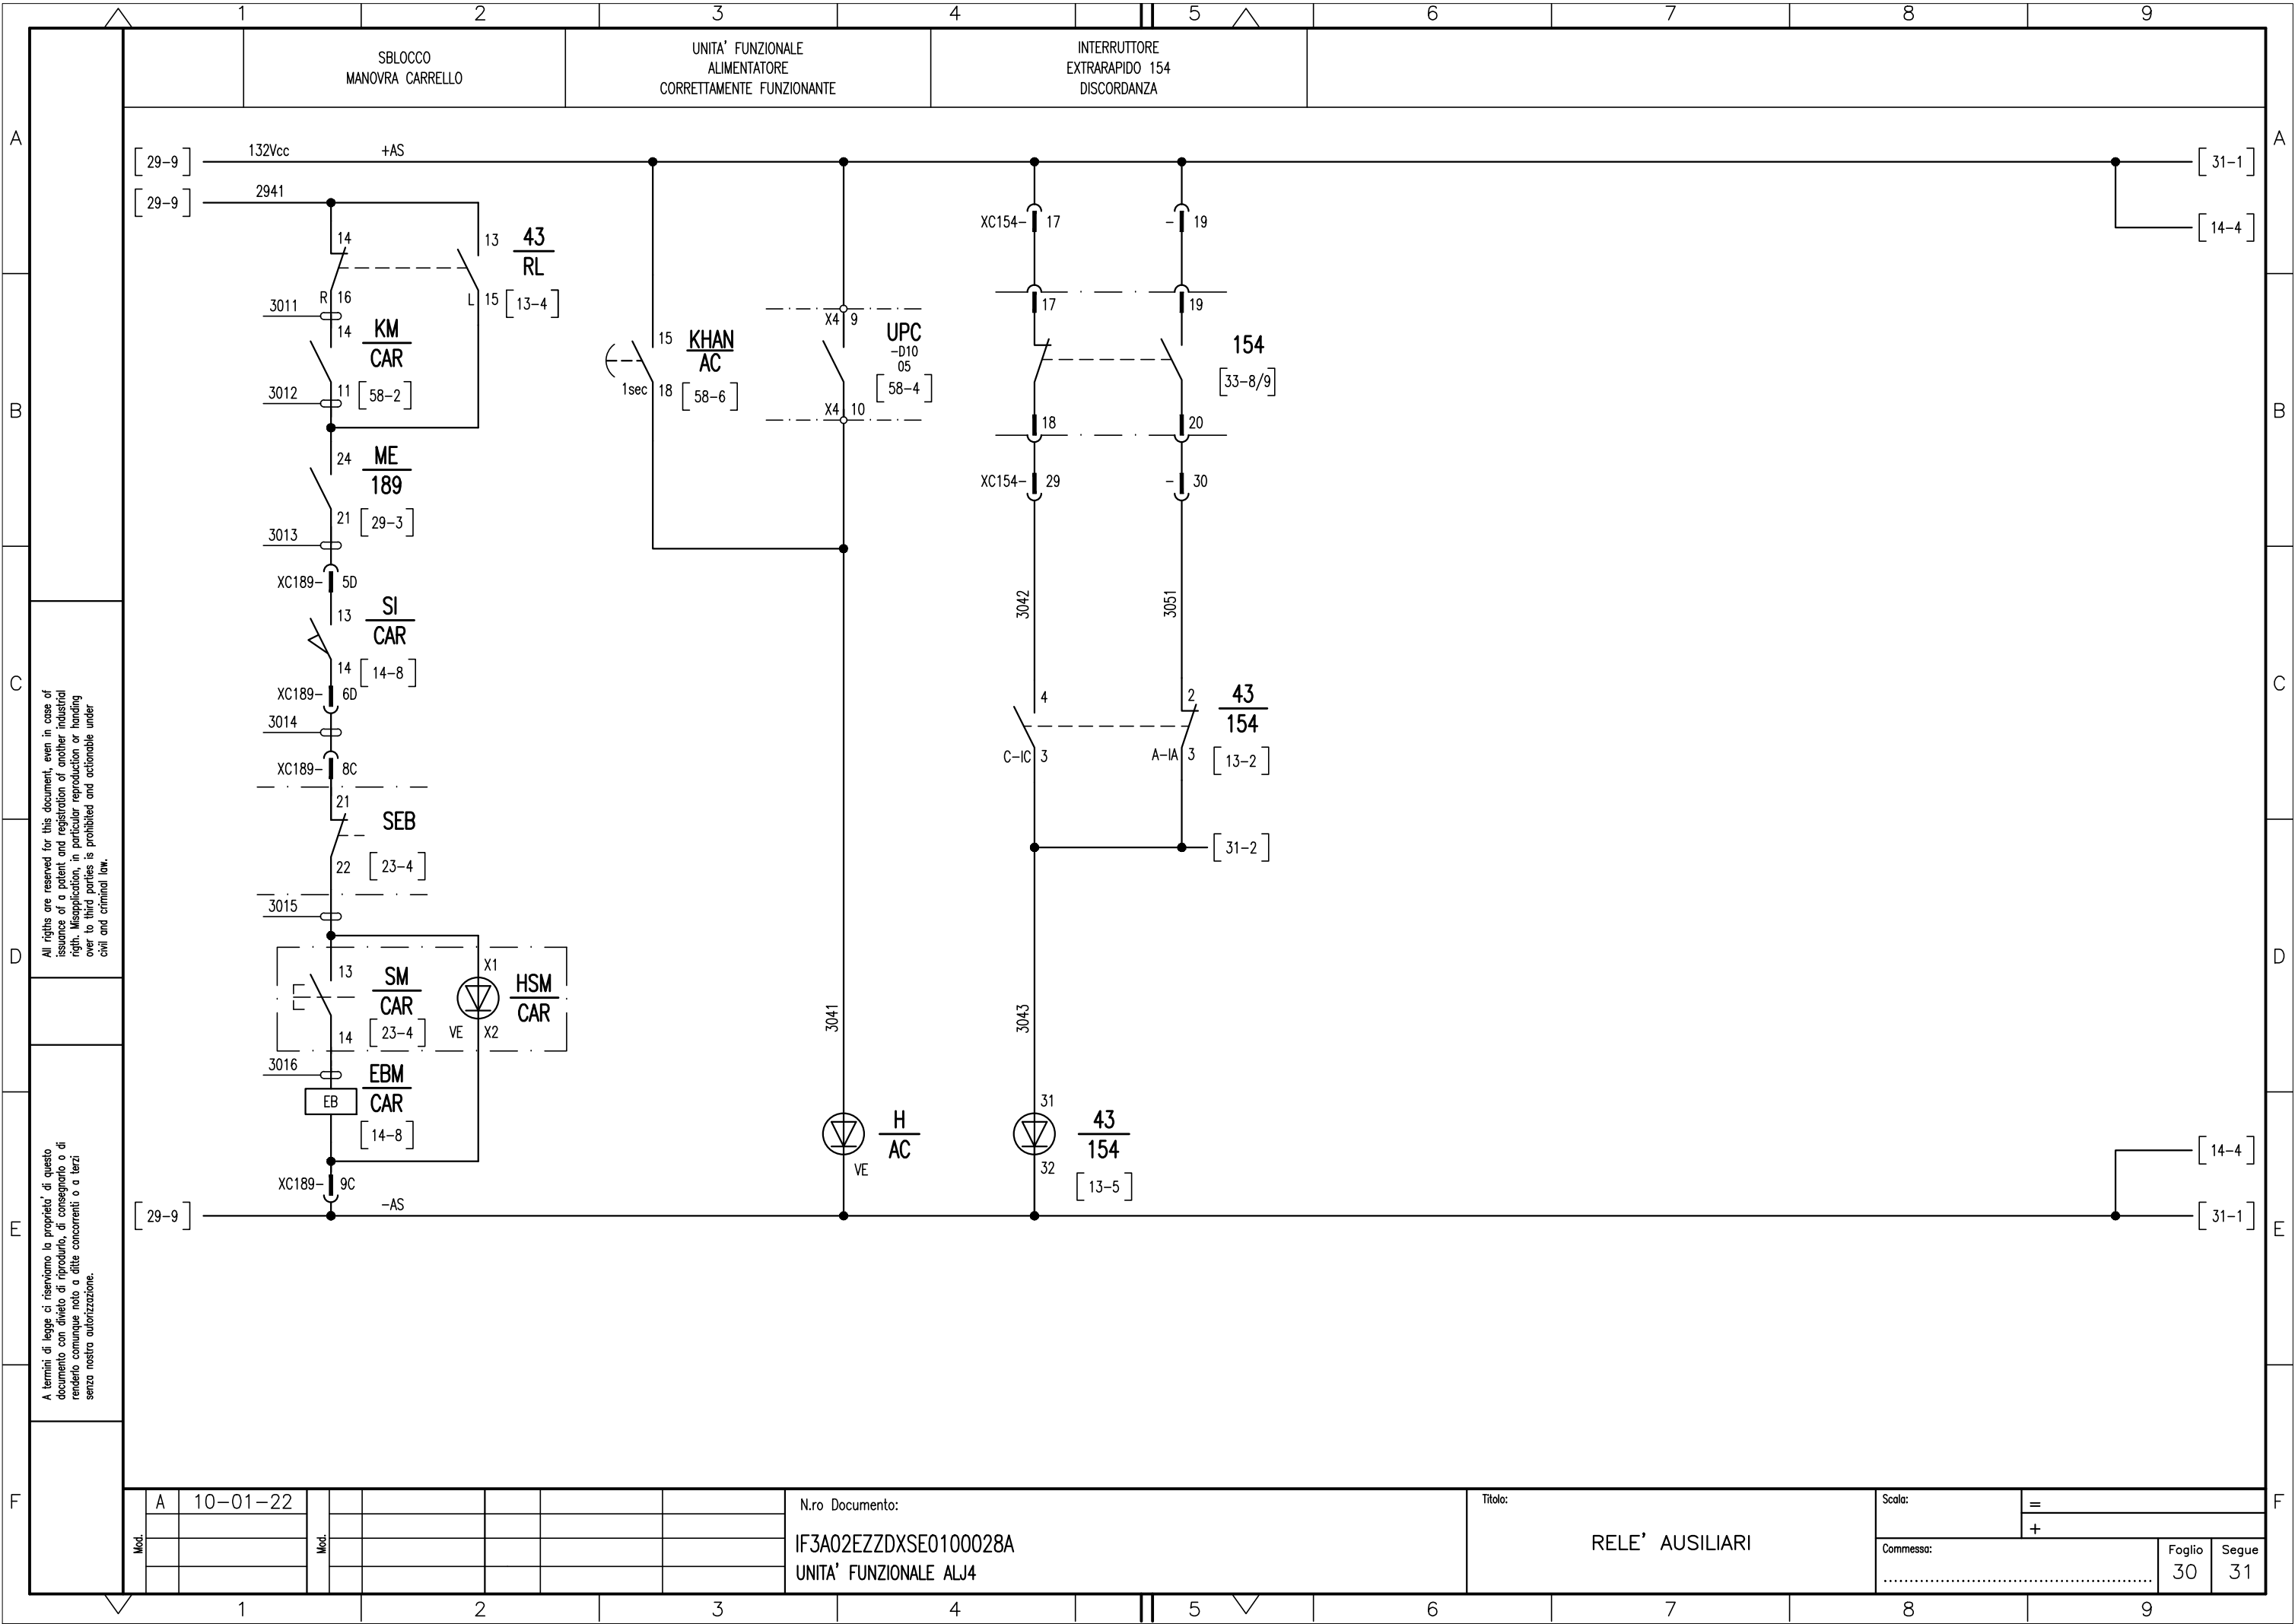 1 2 3 4 5 6 7 8 9
SBLOCCO
MANOVRA CARRELLO
UNITA' FUNZIONALE
ALIMENTATORE
CORRETTAMENTE FUNZIONANTE
INTERRUTTORE
EXTRARAPIDO 154
DISCORDANZA
A A
29-9 132Vcc +AS 31-1
29-9 2941
14-4
14 13 43
RL
R 16 L 15 13-4
3011
14 KM
CAR
3012 11 58-2
24 ME
189
21 29-3
3013
XC189- 5D
13 SI
CAR
14 14-8
XC189- 6D
3014
XC189- 8C
21
SEB
22 23-4
3015
13 SM
CAR
14 23-4
X1 HSM
CAR
VE X2
3016
EBM
CAR
EB
14-8
XC189- 9C
29-9 -AS
15 KHAN
AC
1sec 18 58-6
X4 9
UPC
-D10
05
58-4
X4 10
3041
H
AC
VE
XC154- 17 - 19
17 19
154
33-8/9
18 20
XC154- 29 - 30
3042 3051
4 2 43
154
C-IC 3 A-IA 3 13-2
31-2
3043
31 43
154
32
13-5
14-4
31-1
B B
C C
D D
E E
F F
All rigths are reserved for this document, even in case of
issuance of a patent and registration of another industrial
rigth. Misapplication, in particular reproduction or handing
over to third parties is prohibited and actionable under
civil and criminal law.
A termini di legge ci riserviamo la proprieta' di questo
documento con divieto di riprodurlo, di consegnarlo o di
renderlo comunque noto a ditte concorrenti o a terzi
senza nostra autorizzazione.
Mod. A 10-01-22 Mod.
N.ro Documento:
IF3A02EZZDXSE0100028A
UNITA' FUNZIONALE ALJ4
Titolo:
RELE' AUSILIARI
Scala: =
+
Commessa: ................................................
Foglio Segue
30 31
1 2 3 4 5 6 7 8 9